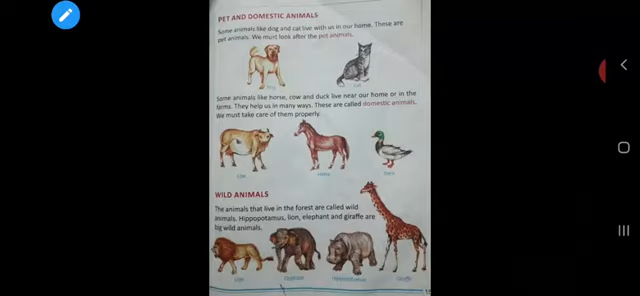 PET AND DOMESTIC ANIMALS
Some animals like dog and cat live with us in our home. These are
pet animals. We must look after the pet animals.
Dog Cat
Some animals like horse, cow and duck live near our home or in the
farms. They help us in many ways. These are called domestic animals.
We must take care of them properly.
Cow Horse Duck
WILD ANIMALS
The animals that live in the forest are called wild
animals. Hippopotamus, lion, elephant and giraffe are
big wild animals.
Lion Elephant Hippopotamus Giraffe